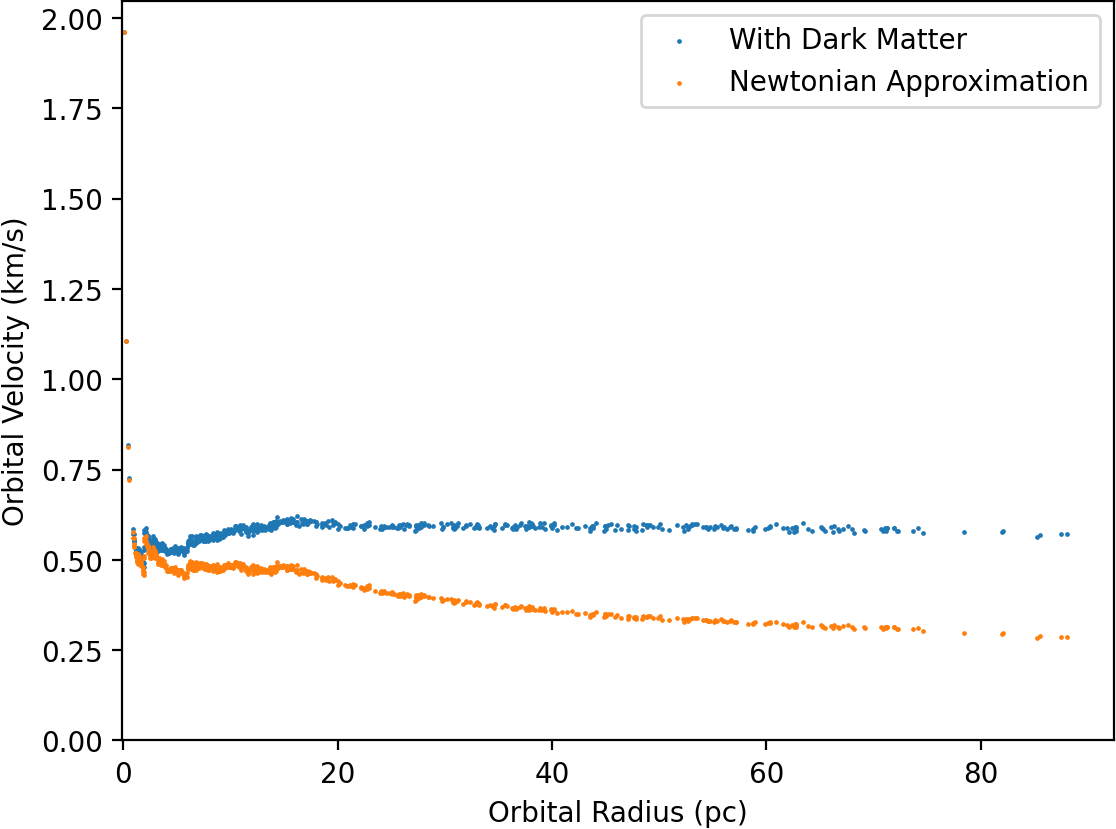 2.00
1.75
1.50
1.25
1.00
0.75
0.50
0.25
0.00
Orbital Velocity (km/s)
With Dark Matter
Newtonian Approximation
0 20 40 60 80
Orbital Radius (pc)